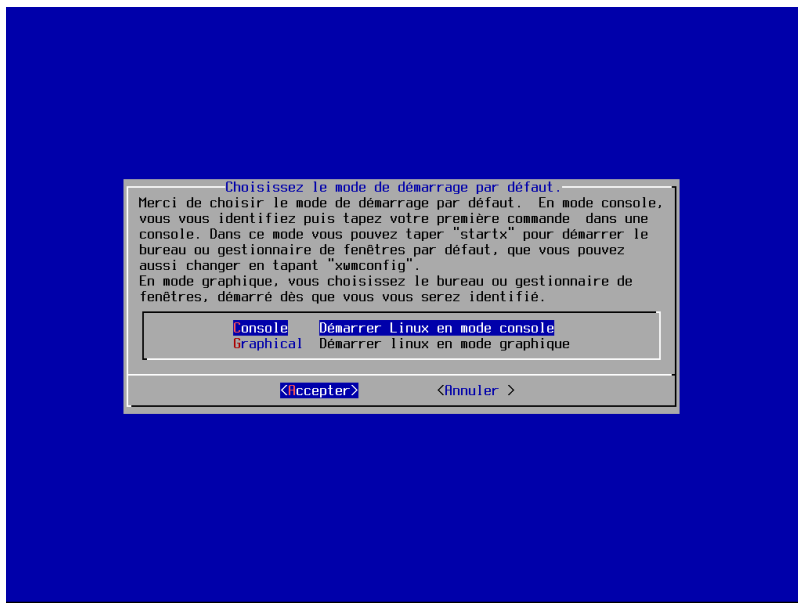 Choisissez le mode de démarrage par défaut.
Merci de choisir le mode de démarrage par défaut.  En mode console,
vous vous identifiez puis tapez votre première commande  dans une
console. Dans ce mode vous pouvez taper "startx" pour démarrer le
bureau ou gestionnaire de fenêtres par défaut, que vous pouvez
aussi changer en tapant "xwmconfig".
En mode graphique, vous choisissez le bureau ou gestionnaire de
fenêtres, démarré dès que vous vous serez identifié.
Console    Démarrer Linux en mode console
Graphical  Démarrer linux en mode graphique
<Accepter>          <Annuler >